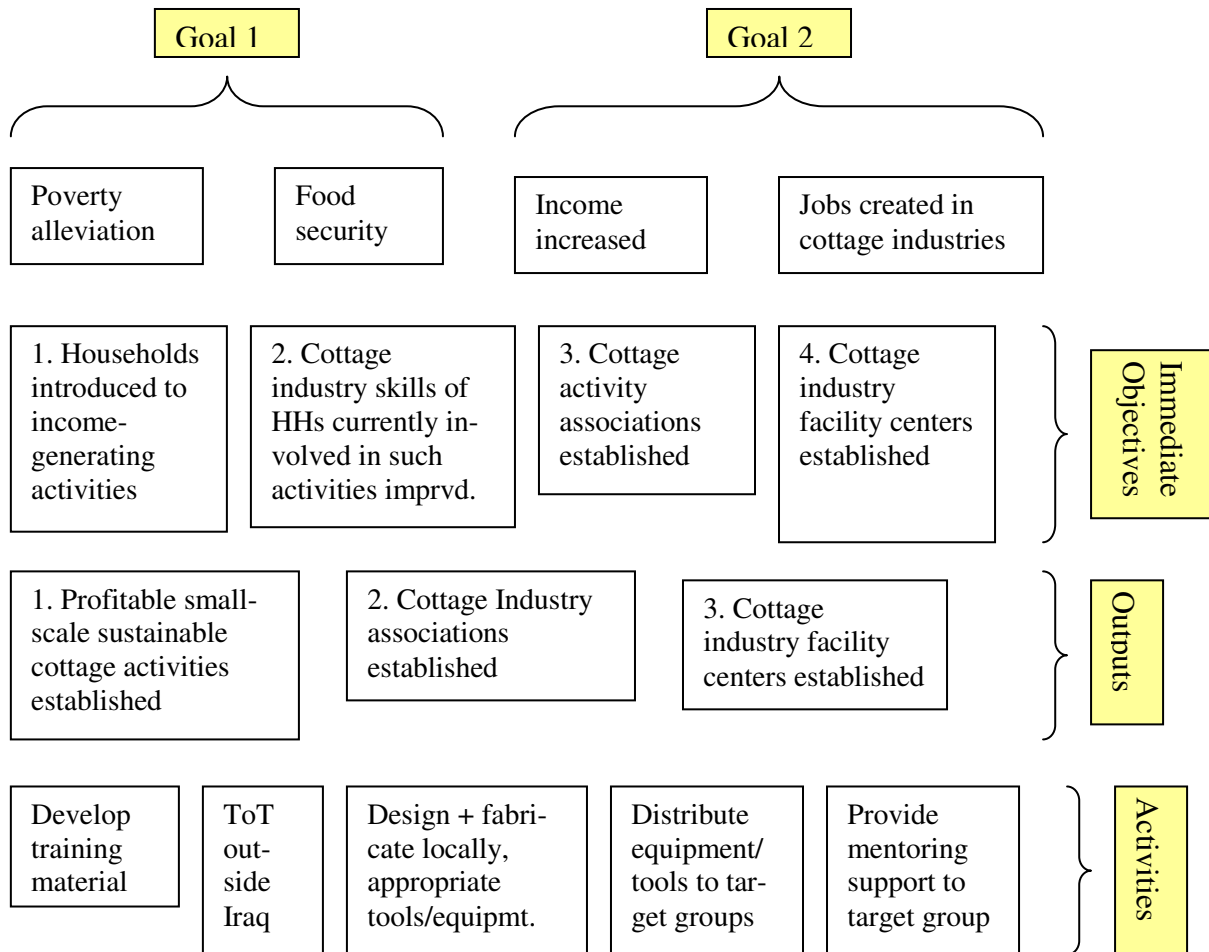 Goal 1
Goal 2
Poverty
alleviation
Food
security
Income
increased
Jobs created in
cottage industries
1. Households
introduced to
income-
generating
activities
2. Cottage
industry skills of
HHs currently in-
volved in such
activities imprvd.
3. Cottage
activity
associations
established
4. Cottage
industry
facility centers
established
Immediate
Objectives
1. Profitable small-
scale sustainable
cottage activities
established
2. Cottage Industry
associations
established
3. Cottage
industry facility
centers established
Outputs
Develop
training
material
ToT
out-
side
Iraq
Design + fabri-
cate locally,
appropriate
tools/equipmt.
Distribute
equipment/
tools to tar-
get groups
Provide
mentoring
support to
target group
Activities